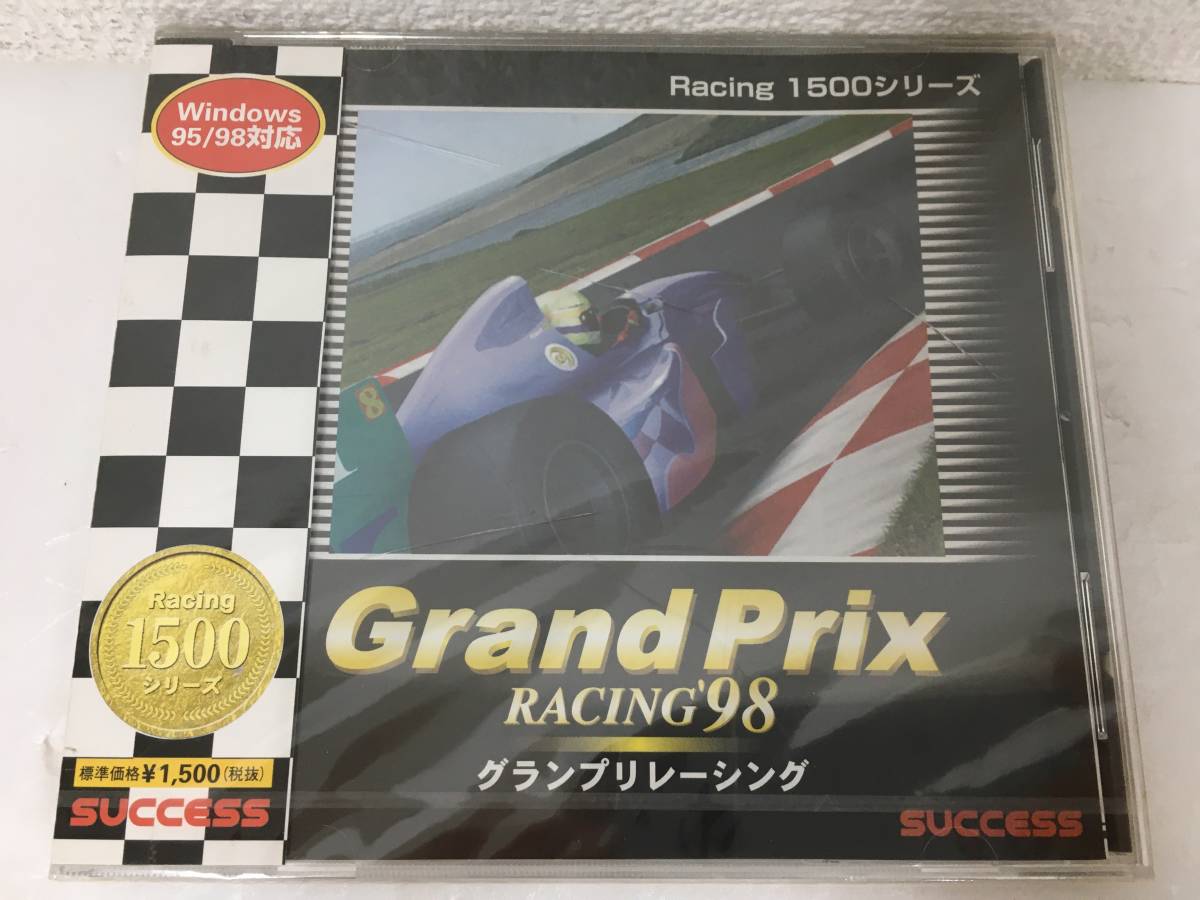 Windows
95/98対応
Racing
1500
シリーズ
標準価格¥1,500(税抜)
SUCCESS
Racing 1500シリーズ
8
Grand Prix
RACING'98
グランプリレーシング
SUCCESS